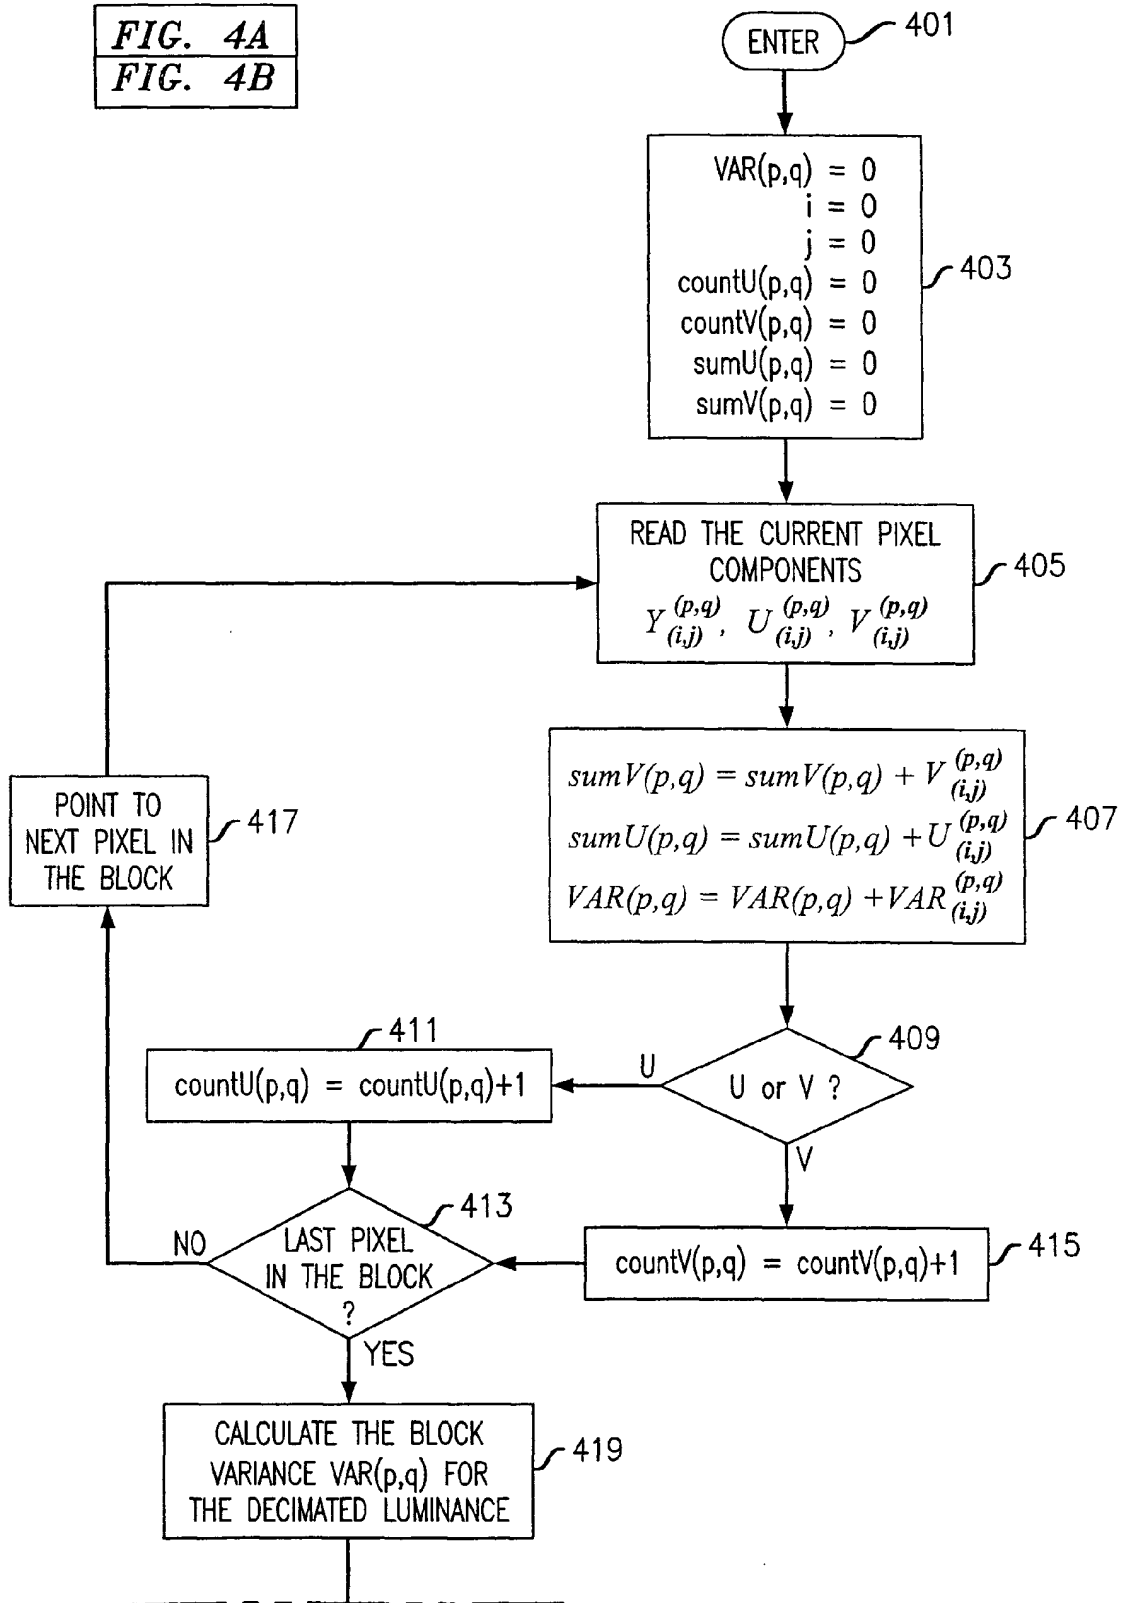 FIG. 4A
FIG. 4B
ENTER
401
VAR(p,q) = 0
i = 0
j = 0
countU(p,q) = 0
countV(p,q) = 0
sumU(p,q) = 0
sumV(p,q) = 0
403
READ THE CURRENT PIXEL
COMPONENTS
Y (p,q) (i,j), U (p,q) (i,j), V (p,q) (i,j)
405
sumV(p,q) = sumV(p,q) + V (p,q) (i,j)
sumU(p,q) = sumU(p,q) + U (p,q) (i,j)
VAR(p,q) = VAR(p,q) + VAR (p,q) (i,j)
407
POINT TO
NEXT PIXEL IN
THE BLOCK
417
U or V ?
409
U
V
411
countU(p,q) = countU(p,q)+1
LAST PIXEL
IN THE BLOCK
?
413
NO
YES
countV(p,q) = countV(p,q)+1
415
CALCULATE THE BLOCK
VARIANCE VAR(p,q) FOR
THE DECIMATED LUMINANCE
419